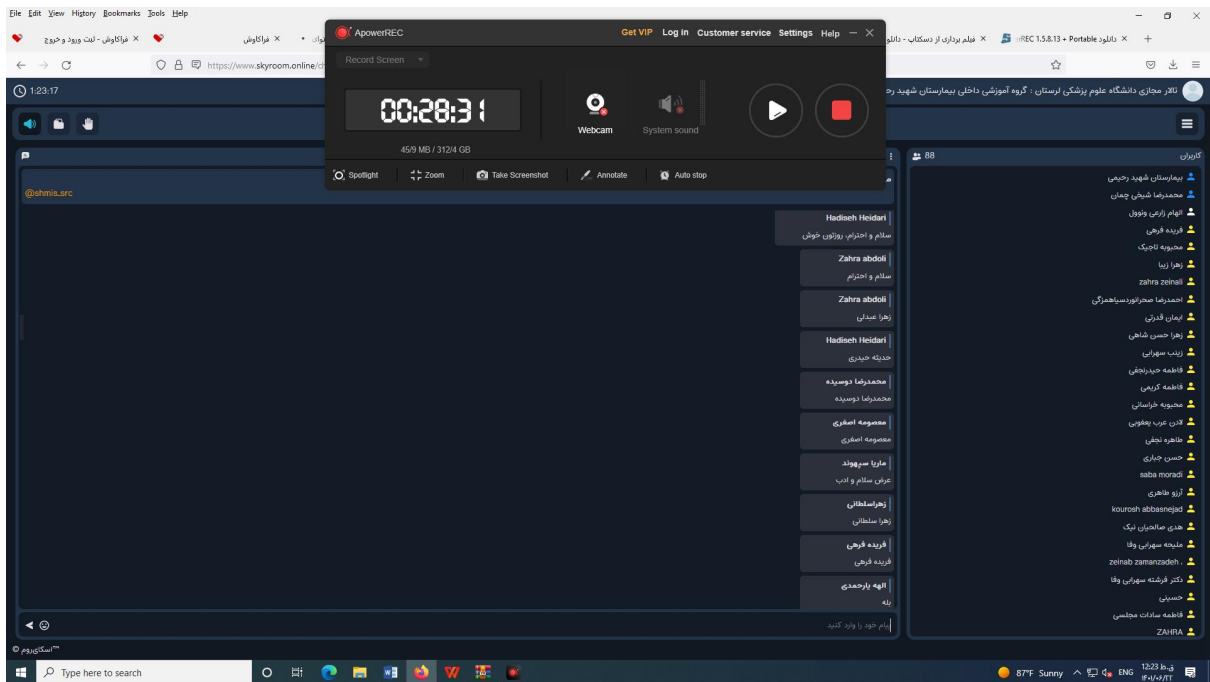 File Edit View History Bookmarks Tools Help
فراکاوش - ثبت ورود و خروج
فراکاوش
دانلود REC 1.5.8.13 + Portable
https://www.skyroom.online/ch
ApowerREC
Get VIP Log in Customer service Settings Help
Record Screen
00:28:31
Webcam
System sound
45/9 MB / 312/4 GB
Spotlight Zoom Take Screenshot Annotate Auto stop
1:23:17
تالار مجازی دانشگاه علوم پزشکی لرستان : گروه آموزشی داخلی بیمارستان شهید رح
@shmis_src
Hadiseh Heidari
سلام و احترام، روزتون خوش
Zahra abdoli
سلام و احترام
Zahra abdoli
زهرا عبدلی
Hadiseh Heidari
حدیثه حیدری
محمدرضا دوسیده
محمدرضا دوسیده
معصومه اصغری
معصومه اصغری
ماریا سپهوند
عرض سلام و ادب
زهراسلطانی
زهرا سلطانی
فریده فرهی
فریده فرهی
الهه یارحمدی
بله
پیام خود را وارد کنید
کاربران
88
بیمارستان شهید رحیمی
محمدرضا شیخی چمان
الهام زارعی ونوول
فریده فرهی
محبوبه تاجیک
زهرا زیبا
zahra zeinali
احمدرضا صحرانوردسیاهمزگی
ایمان قدرتی
زهرا حسن شاهی
زینب سهرابی
فاطمه حیدرنجفی
فاطمه کریمی
محبوبه خراسانی
لادن عرب یعقوبی
طاهره نجفی
حسن جباری
saba moradi
آرزو طاهری
kourosh abbasnejad
هدی صالحیان نیک
ملیحه سهرابی وفا
zeinab zamanzadeh .
دکتر فرشته سهرابی وفا
حسینی
فاطمه سادات مجلسی
ZAHRA
اسکای‌روم™ ©
Type here to search
87°F Sunny
ENG
12:23 ق.ظ